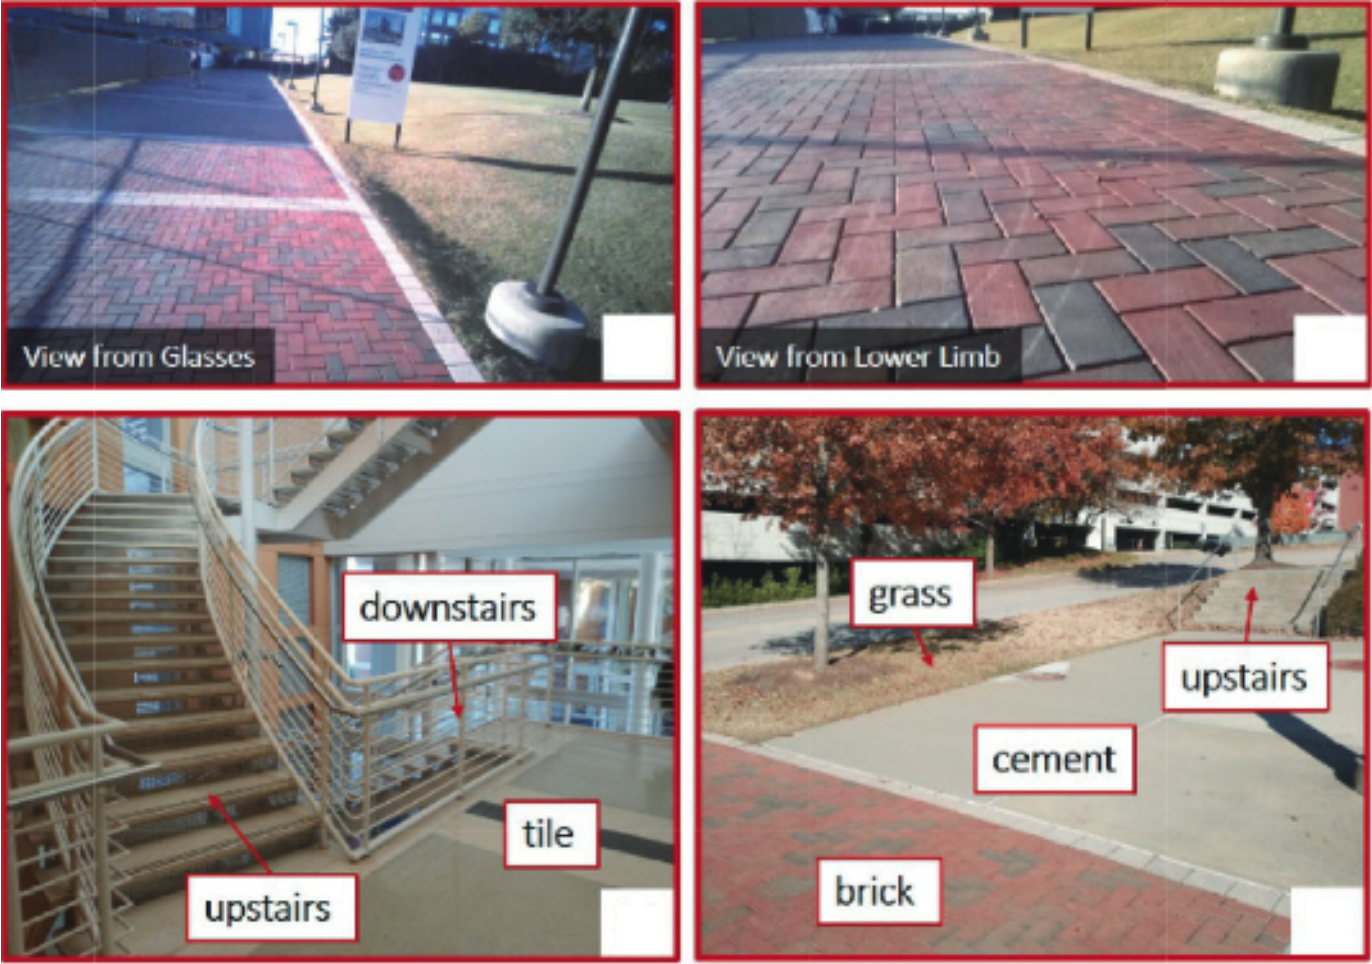 View from Glasses
View from Lower Limb
downstairs
tile
upstairs
grass
upstairs
cement
brick